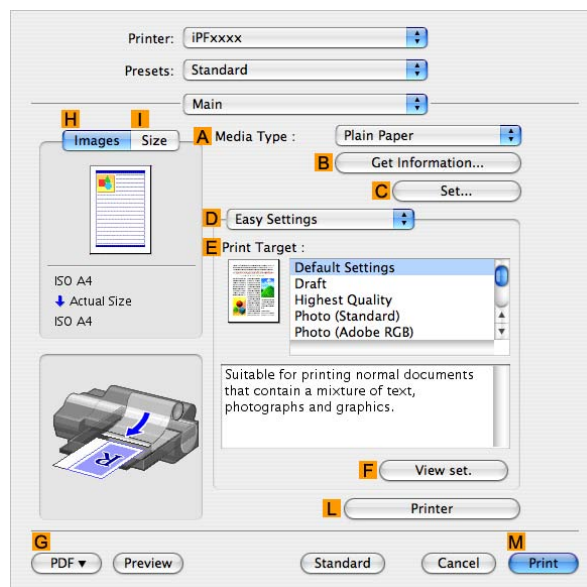 Printer: iPFxxxx
Presets: Standard
Main
H I
Images Size
A Media Type : Plain Paper
B Get Information...
C Set...
D Easy Settings
E Print Target :
Default Settings
Draft
Highest Quality
Photo (Standard)
Photo (Adobe RGB)
ISO A4
Actual Size
ISO A4
Suitable for printing normal documents
that contain a mixture of text,
photographs and graphics.
R
F View set.
L Printer
G M
PDF▼ Preview Standard Cancel Print